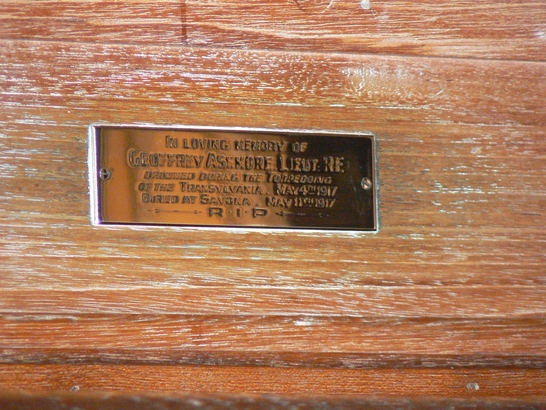 IN LOVING MEMORY OF
GEOFFREY ASENORE LIEUT. RE
DROWNED DURING THE TORPEDOING
OF THE TRANSYLVANIA. MAY 4TH 1917
BURIED AT SAVONA. MAY 11TH 1917
R·I·P